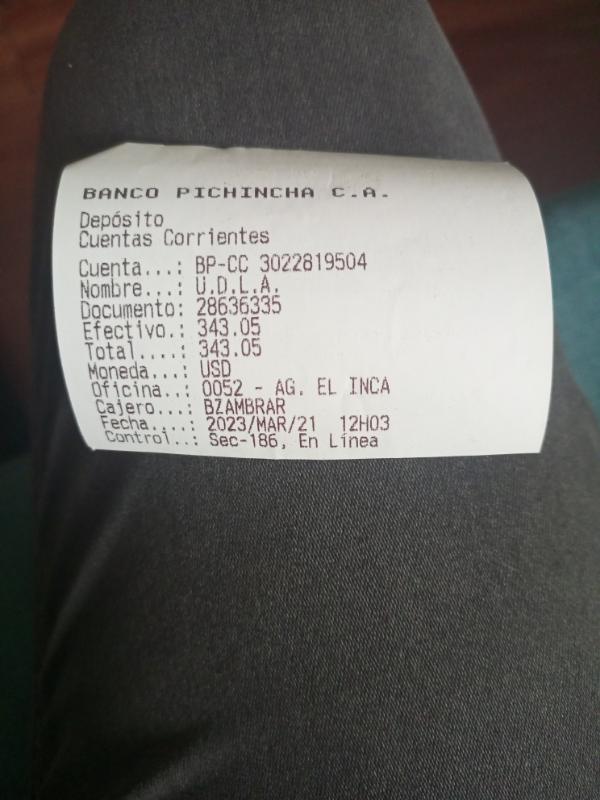 BANCO PICHINCHA C.A.
Depósito
Cuentas Corrientes
Cuenta...: BP-CC 3022819504
Nombre...: U.D.L.A.
Documento: 28636335
Efectivo.: 343.05
Total....: 343.05
Moneda...: USD
Oficina..: 0052 - AG. EL INCA
Cajero...: BZAMBRAR
Fecha....: 2023/MAR/21 12H03
Control..: Sec-186, En Línea